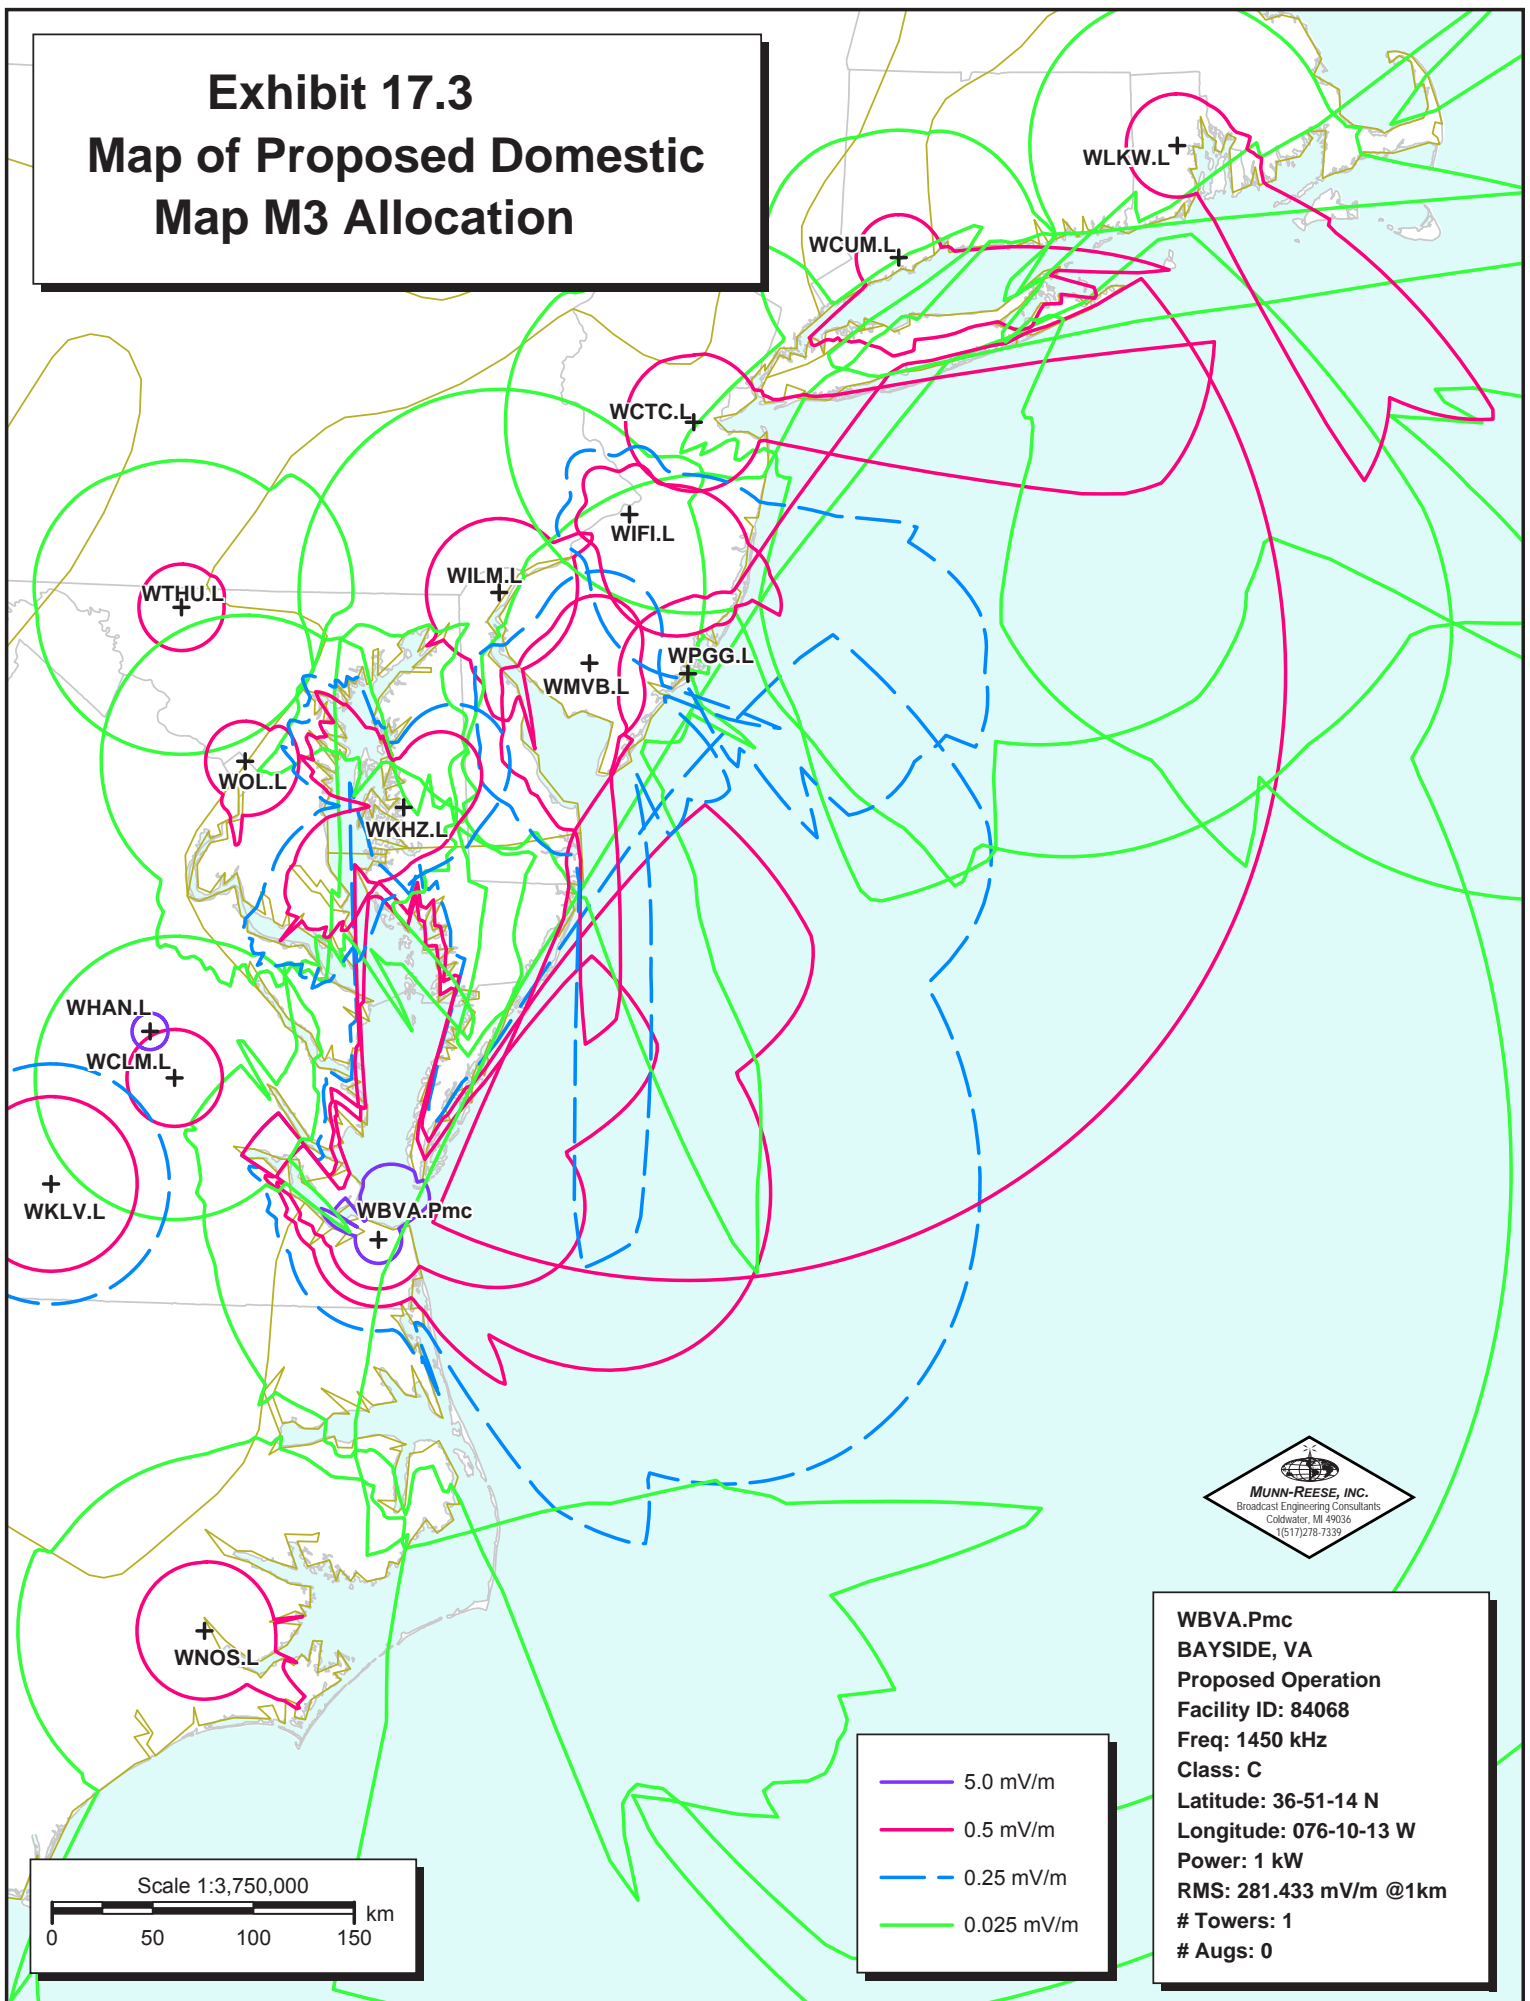 Exhibit 17.3
Map of Proposed Domestic
Map M3 Allocation
WLKW.L
WCUM.L
WCTC.L
WIFI.L
WTHU.L
WILM.L
WPGG.L
WMVB.L
WOL.L
WKHZ.L
WHAN.L
WCLM.L
WKLV.L
WBVA.Pmc
WNOS.L
MUNN-REESE, INC.
Broadcast Engineering Consultants
Coldwater, MI 49036
1(517)278-7339
WBVA.Pmc
BAYSIDE, VA
Proposed Operation
Facility ID: 84068
Freq: 1450 kHz
Class: C
Latitude: 36-51-14 N
Longitude: 076-10-13 W
Power: 1 kW
RMS: 281.433 mV/m @1km
# Towers: 1
# Augs: 0
5.0 mV/m
0.5 mV/m
0.25 mV/m
0.025 mV/m
Scale 1:3,750,000
km
0 50 100 150